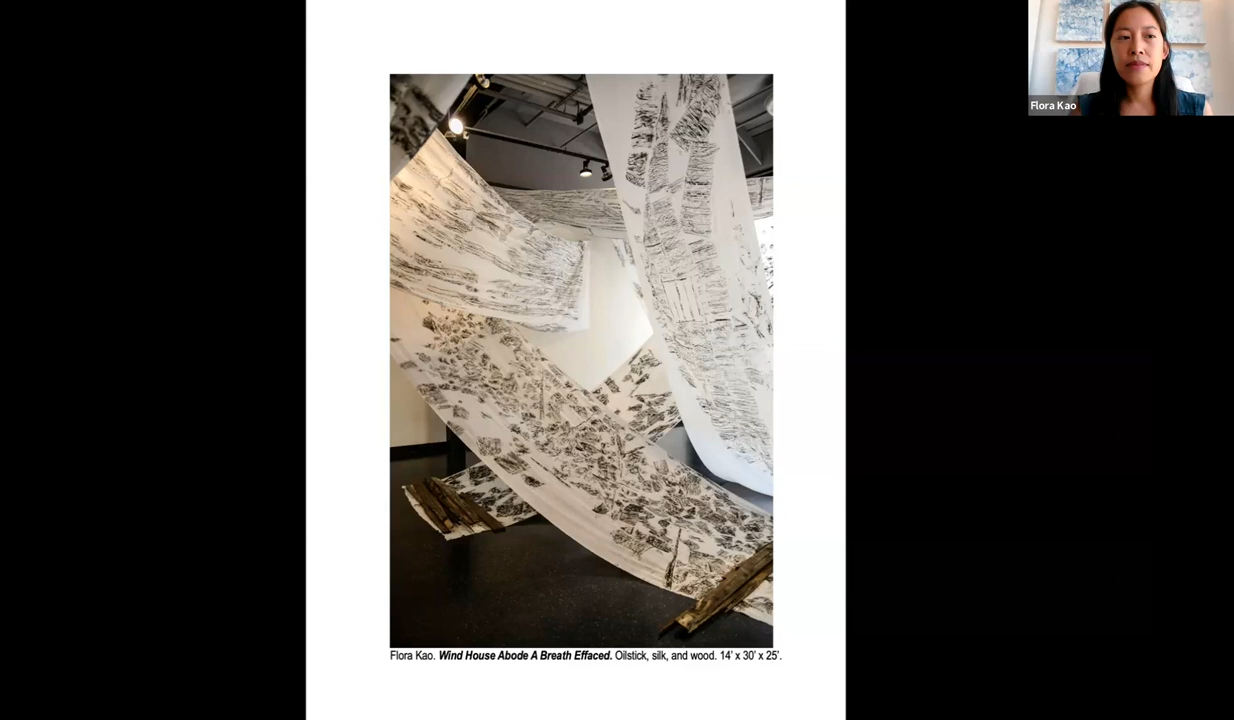 Flora Kao
Flora Kao. Wind House Abode A Breath Effaced. Oilstick, silk, and wood. 14' x 30' x 25'.